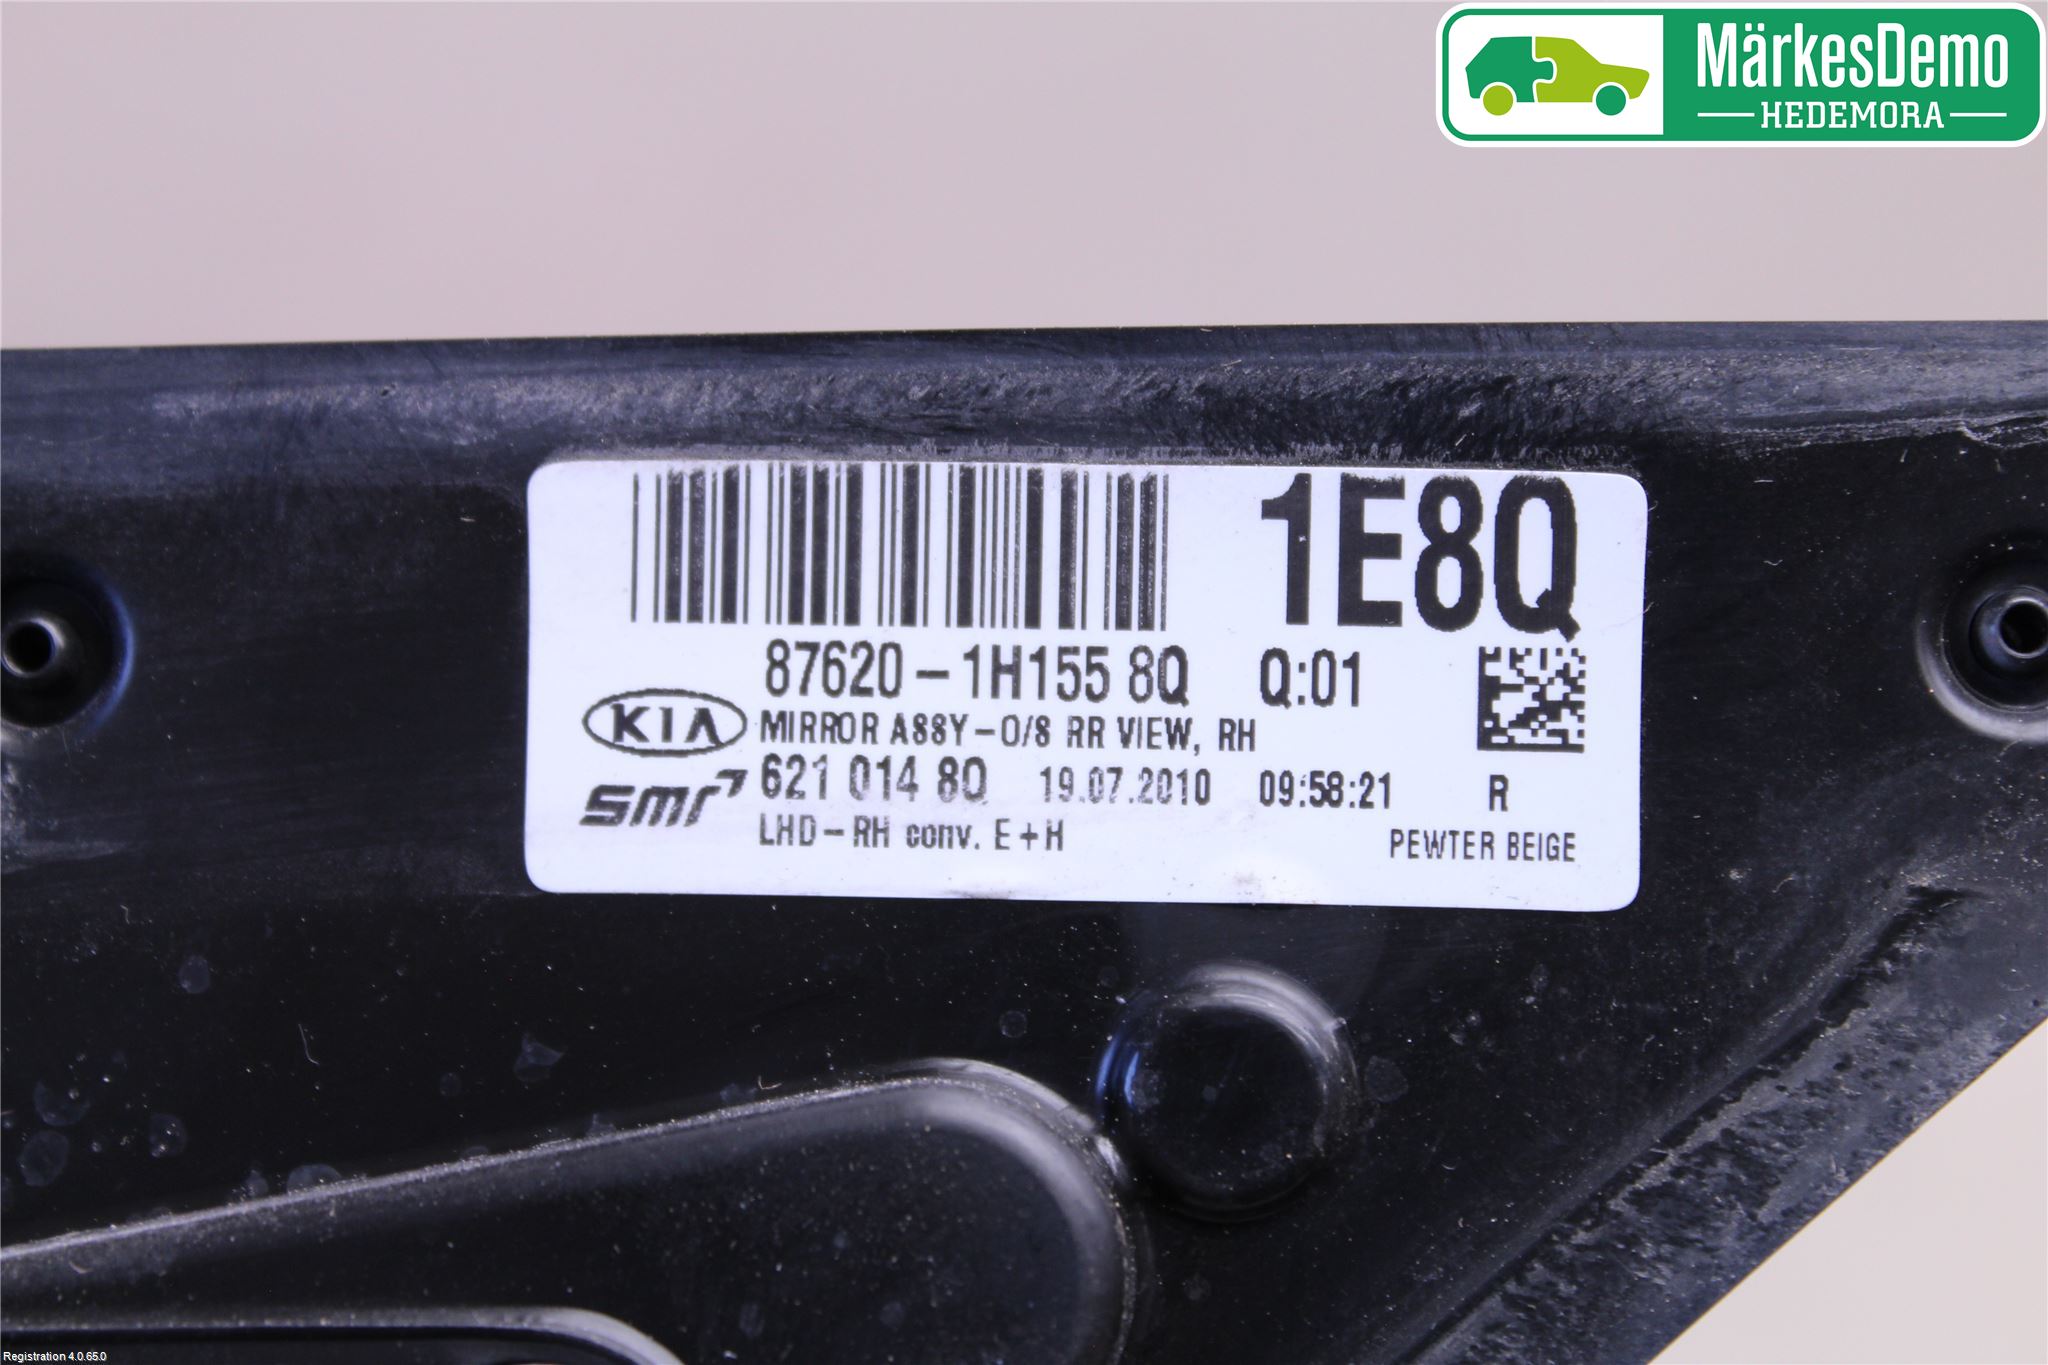 MärkesDemo
HEDEMORA
1E8Q
87620-1H155 8Q Q:01
KIA MIRROR ASSY-O/S RR VIEW, RH
smr 621 014 8Q 19.07.2010 09:58:21 R
LHD-RH conv. E+H PEWTER BEIGE
Registration 4.0.65.0